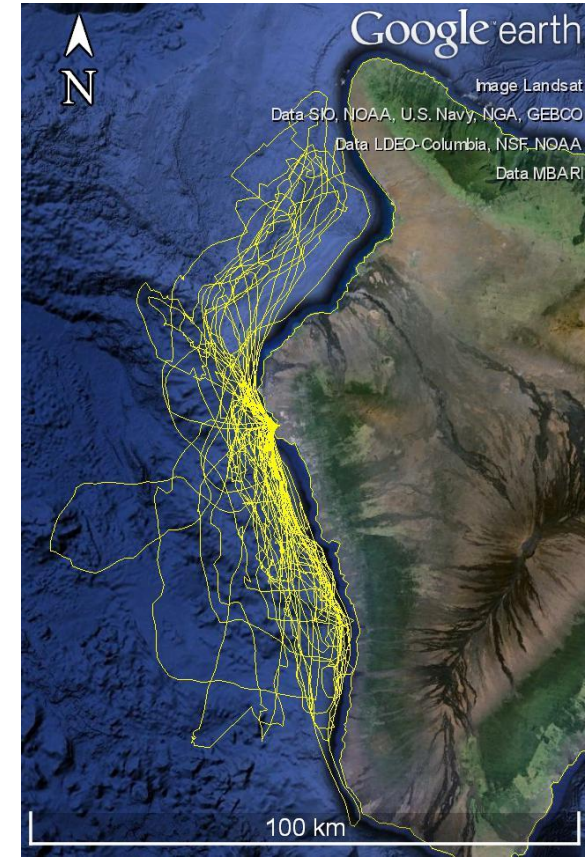 N
Google earth
Image Landsat
Data SIO, NOAA, U.S. Navy, NGA, GEBCO
Data LDEO-Columbia, NSF, NOAA
Data MBARI
100 km